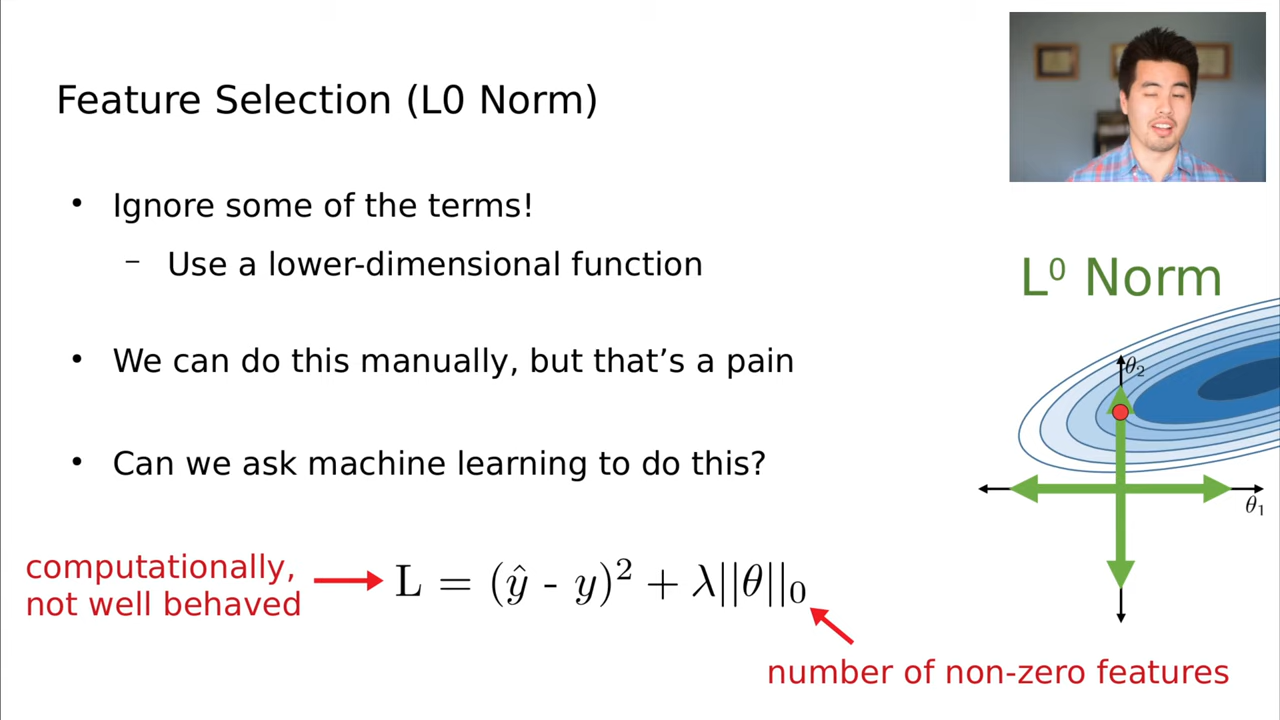 Feature Selection (L0 Norm)
• Ignore some of the terms!
– Use a lower-dimensional function
• We can do this manually, but that’s a pain
• Can we ask machine learning to do this?
L⁰ Norm
θ₂
θ₁
computationally,
not well behaved
L = (ŷ - y)² + λ||θ||₀
number of non-zero features